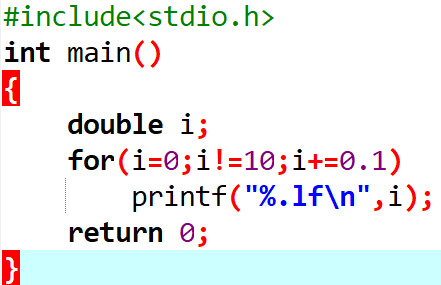 #include<stdio.h>
int main()
{
    double i;
    for(i=0;i!=10;i+=0.1)
        printf("%.lf\n",i);
    return 0;
}